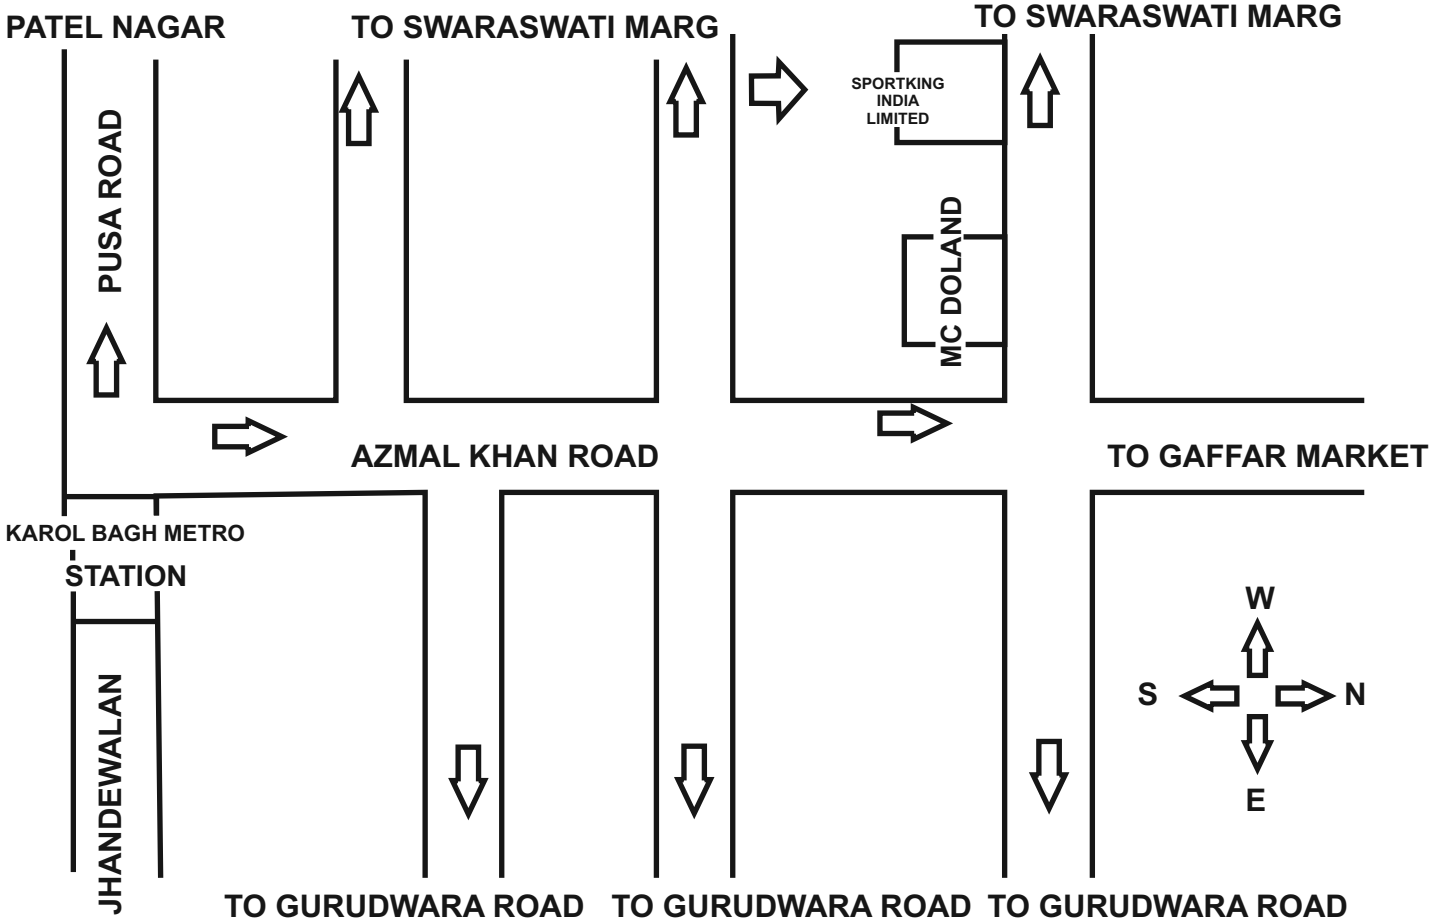 PATEL NAGAR
TO SWARASWATI MARG
TO SWARASWATI MARG
SPORTKING
INDIA
LIMITED
PUSA ROAD
MC DOLAND
AZMAL KHAN ROAD
TO GAFFAR MARKET
KAROL BAGH METRO
STATION
W
S
N
E
JHANDEWALAN
TO GURUDWARA ROAD
TO GURUDWARA ROAD
TO GURUDWARA ROAD